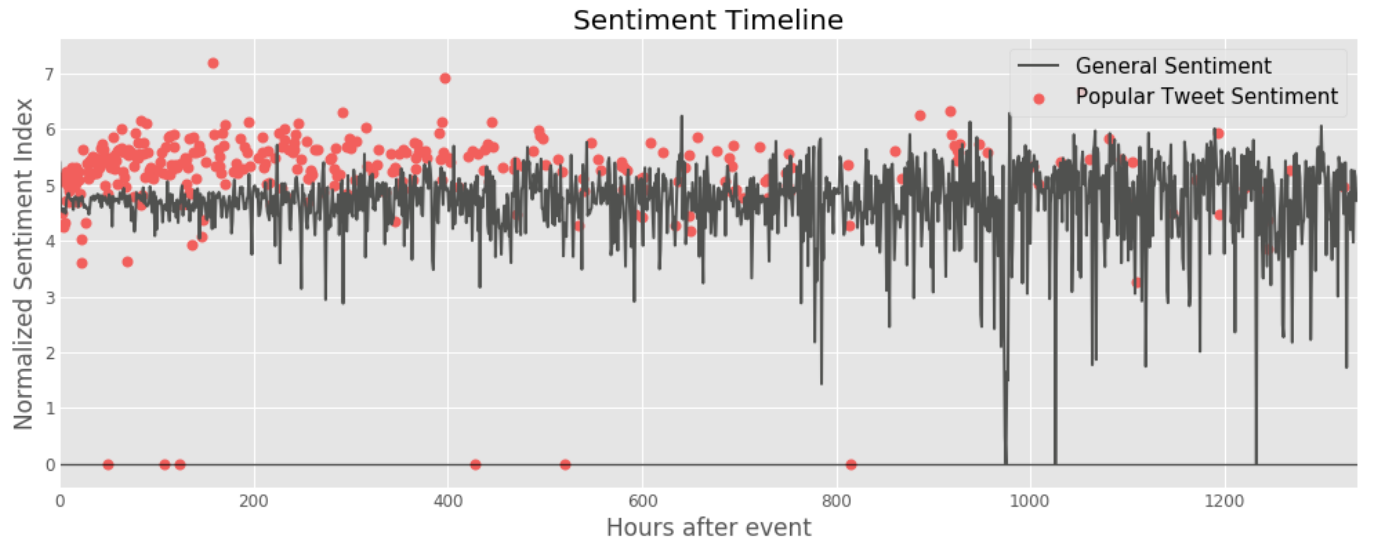 Sentiment Timeline
General Sentiment
Popular Tweet Sentiment
Normalized Sentiment Index
7
6
5
4
3
2
1
0
0 200 400 600 800 1000 1200
Hours after event